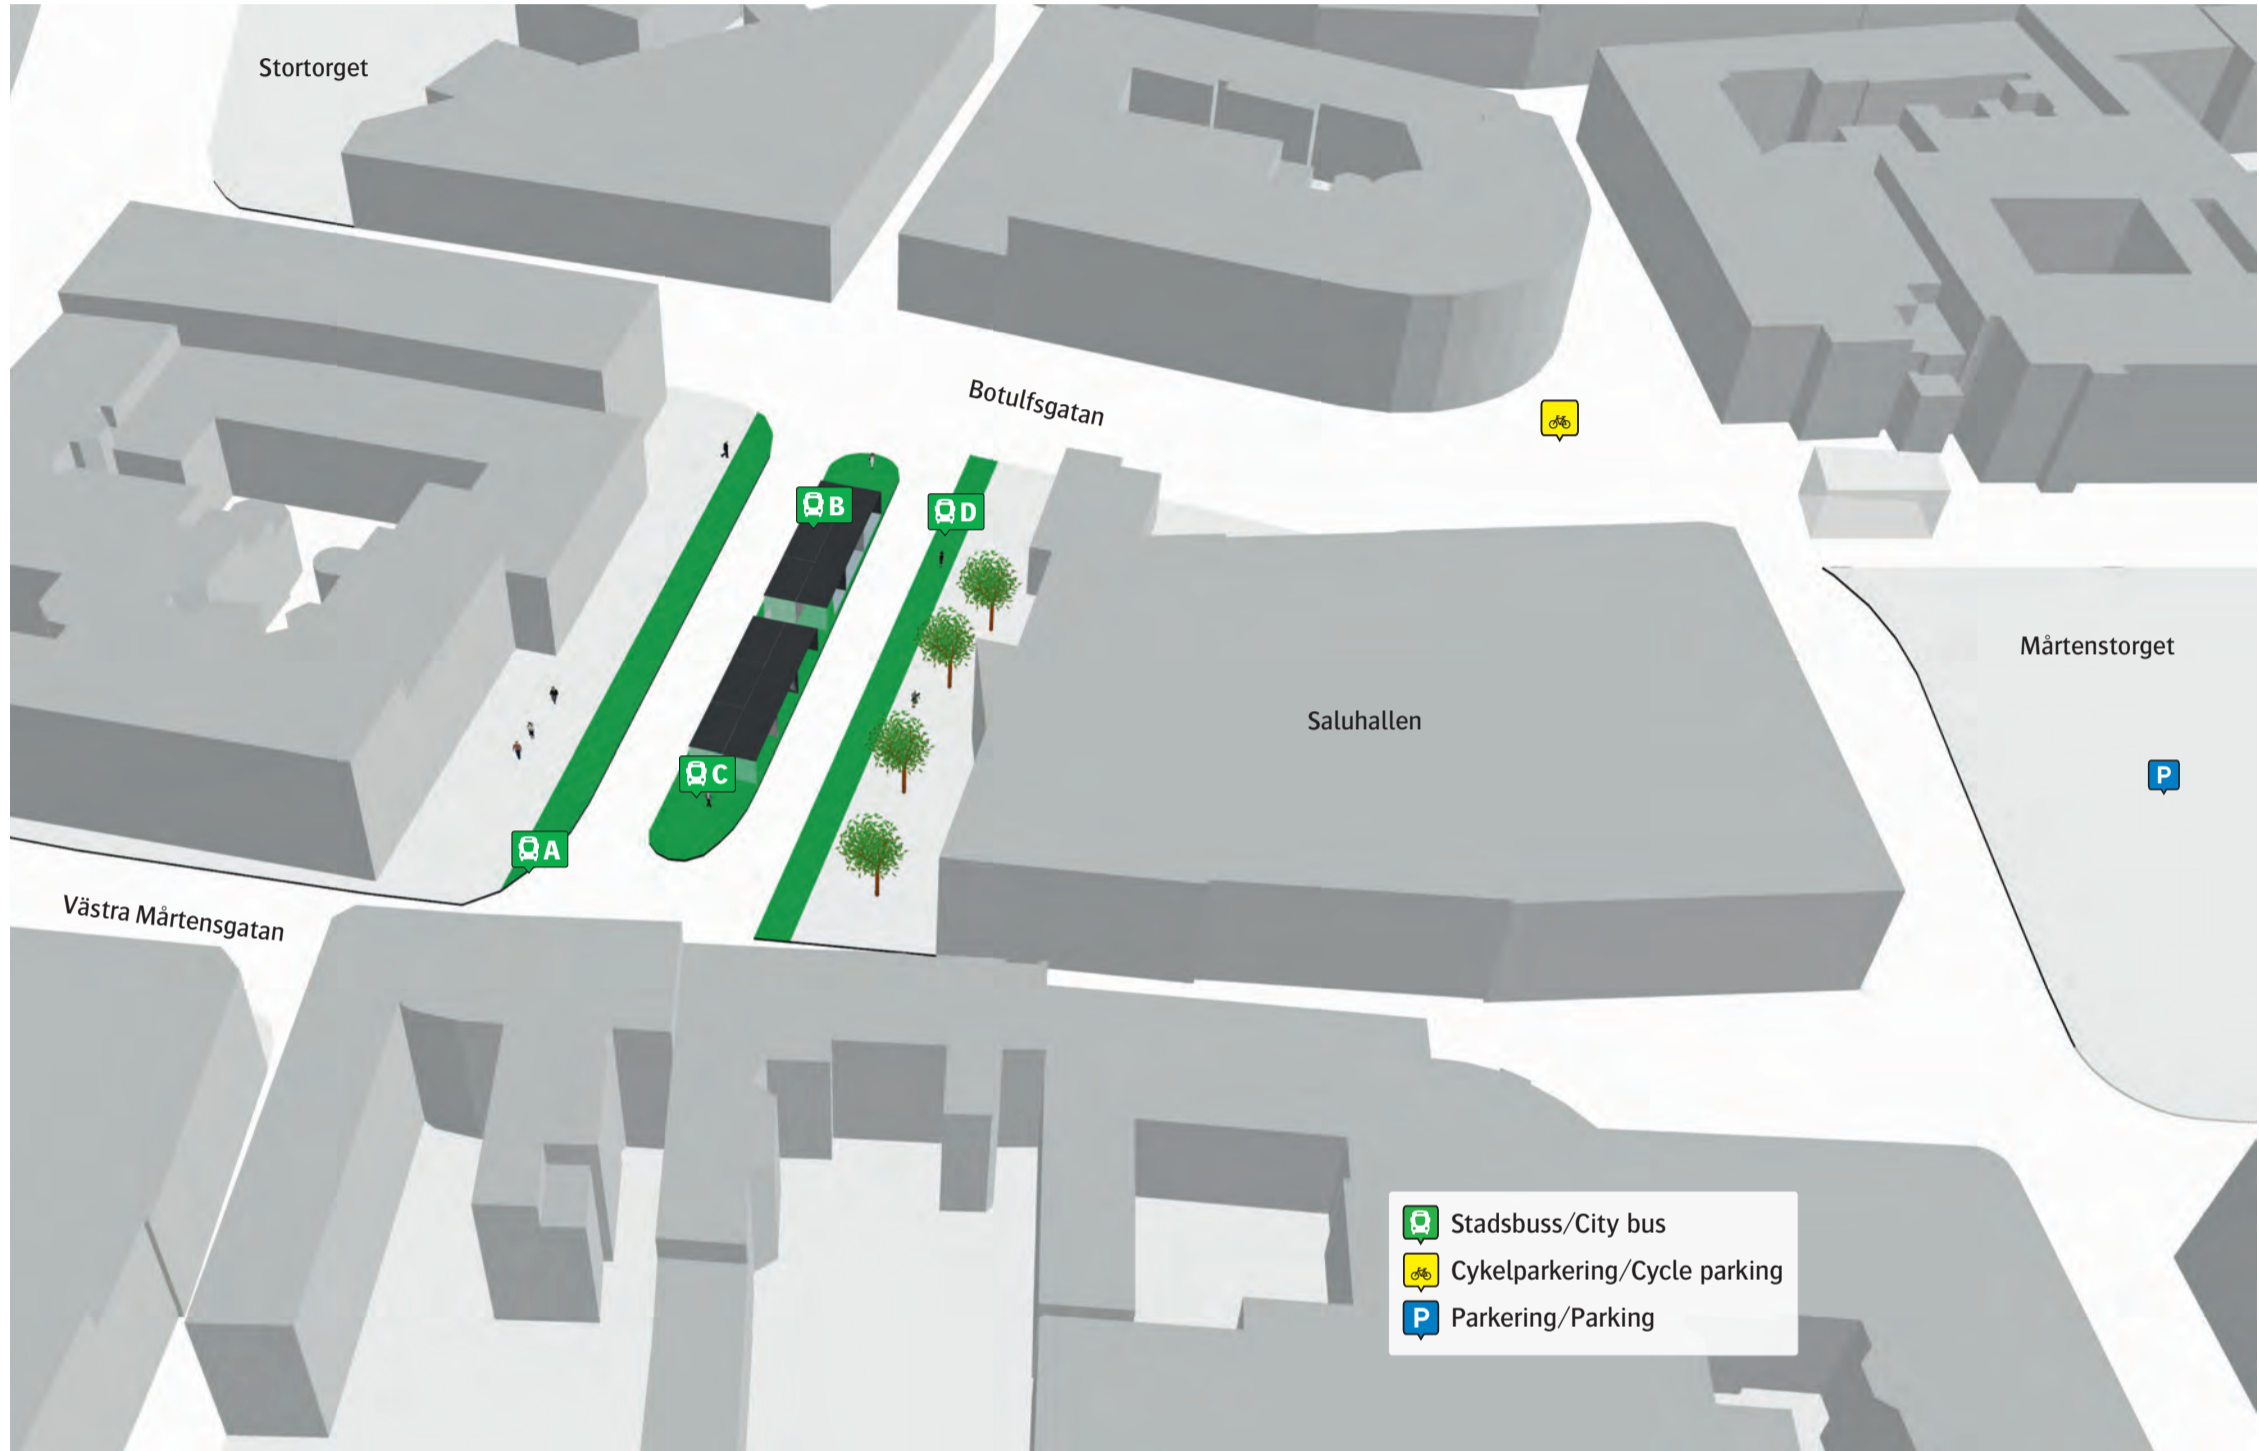 Stortorget
Botulfsgatan
B
D
Mårtenstorget
Saluhallen
C
P
A
Västra Mårtensgatan
Stadsbuss/City bus
Cykelparkering/Cycle parking
P Parkering/Parking